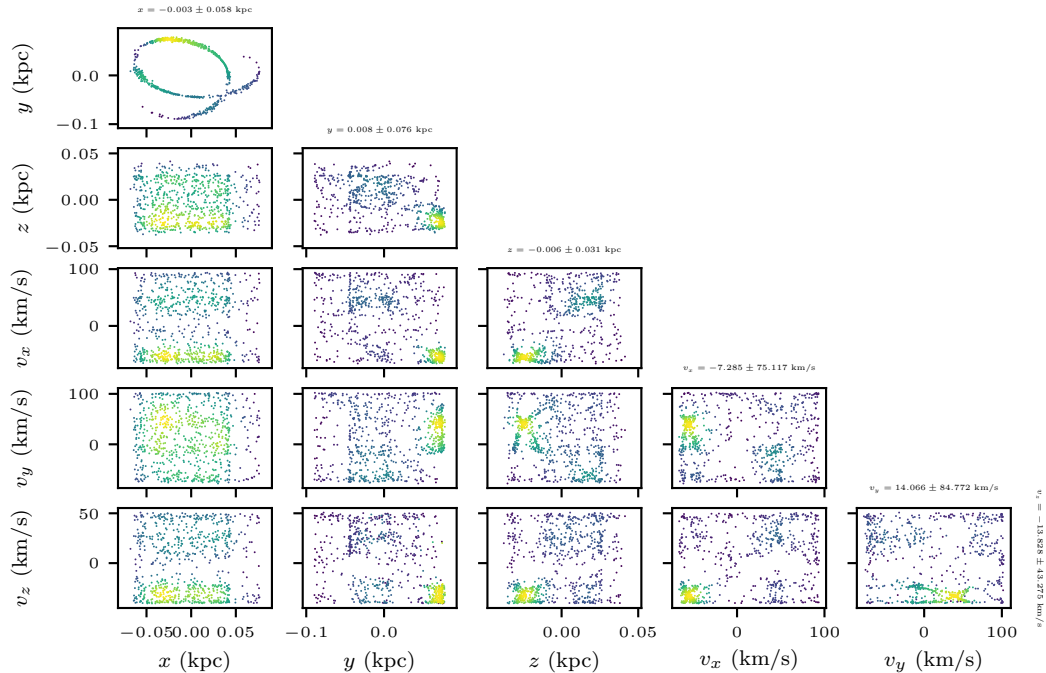 x = −0.003 ± 0.058 kpc
y (kpc)
0.0
−0.1
y = 0.008 ± 0.076 kpc
z (kpc)
0.05
0.00
−0.05
z = −0.006 ± 0.031 kpc
v_x (km/s)
100
0
v_x = −7.285 ± 75.117 km/s
v_y (km/s)
100
0
v_y = 14.066 ± 84.772 km/s
v_z (km/s)
50
0
v_z = −13.828 ± 43.275 km/s
−0.05 0.00 0.05
−0.1 0.0
0.00 0.05
0 100
0 100
x (kpc)
y (kpc)
z (kpc)
v_x (km/s)
v_y (km/s)